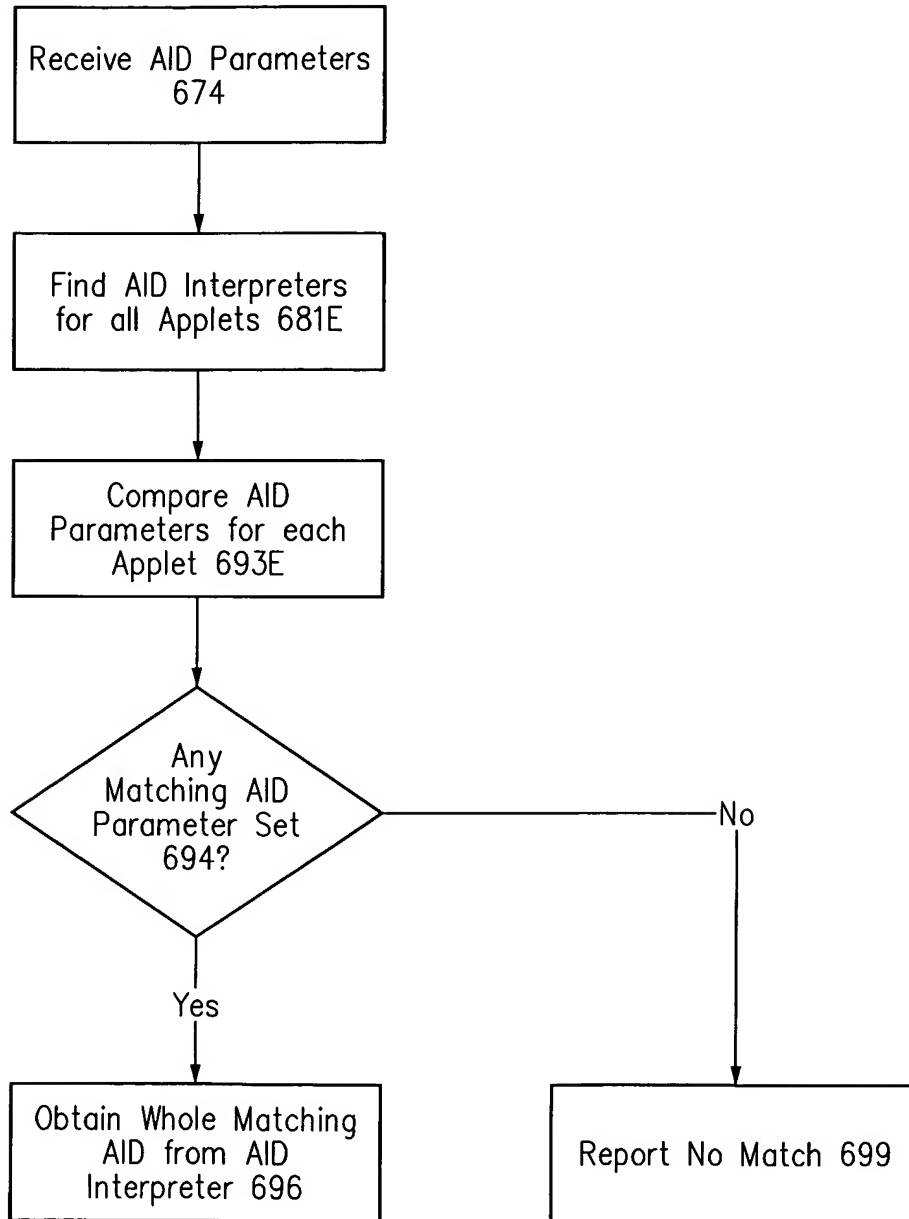 Receive AID Parameters
674
Find AID Interpreters
for all Applets 681E
Compare AID
Parameters for each
Applet 693E
Any
Matching AID
Parameter Set
694?
No
Yes
Obtain Whole Matching
AID from AID
Interpreter 696
Report No Match 699